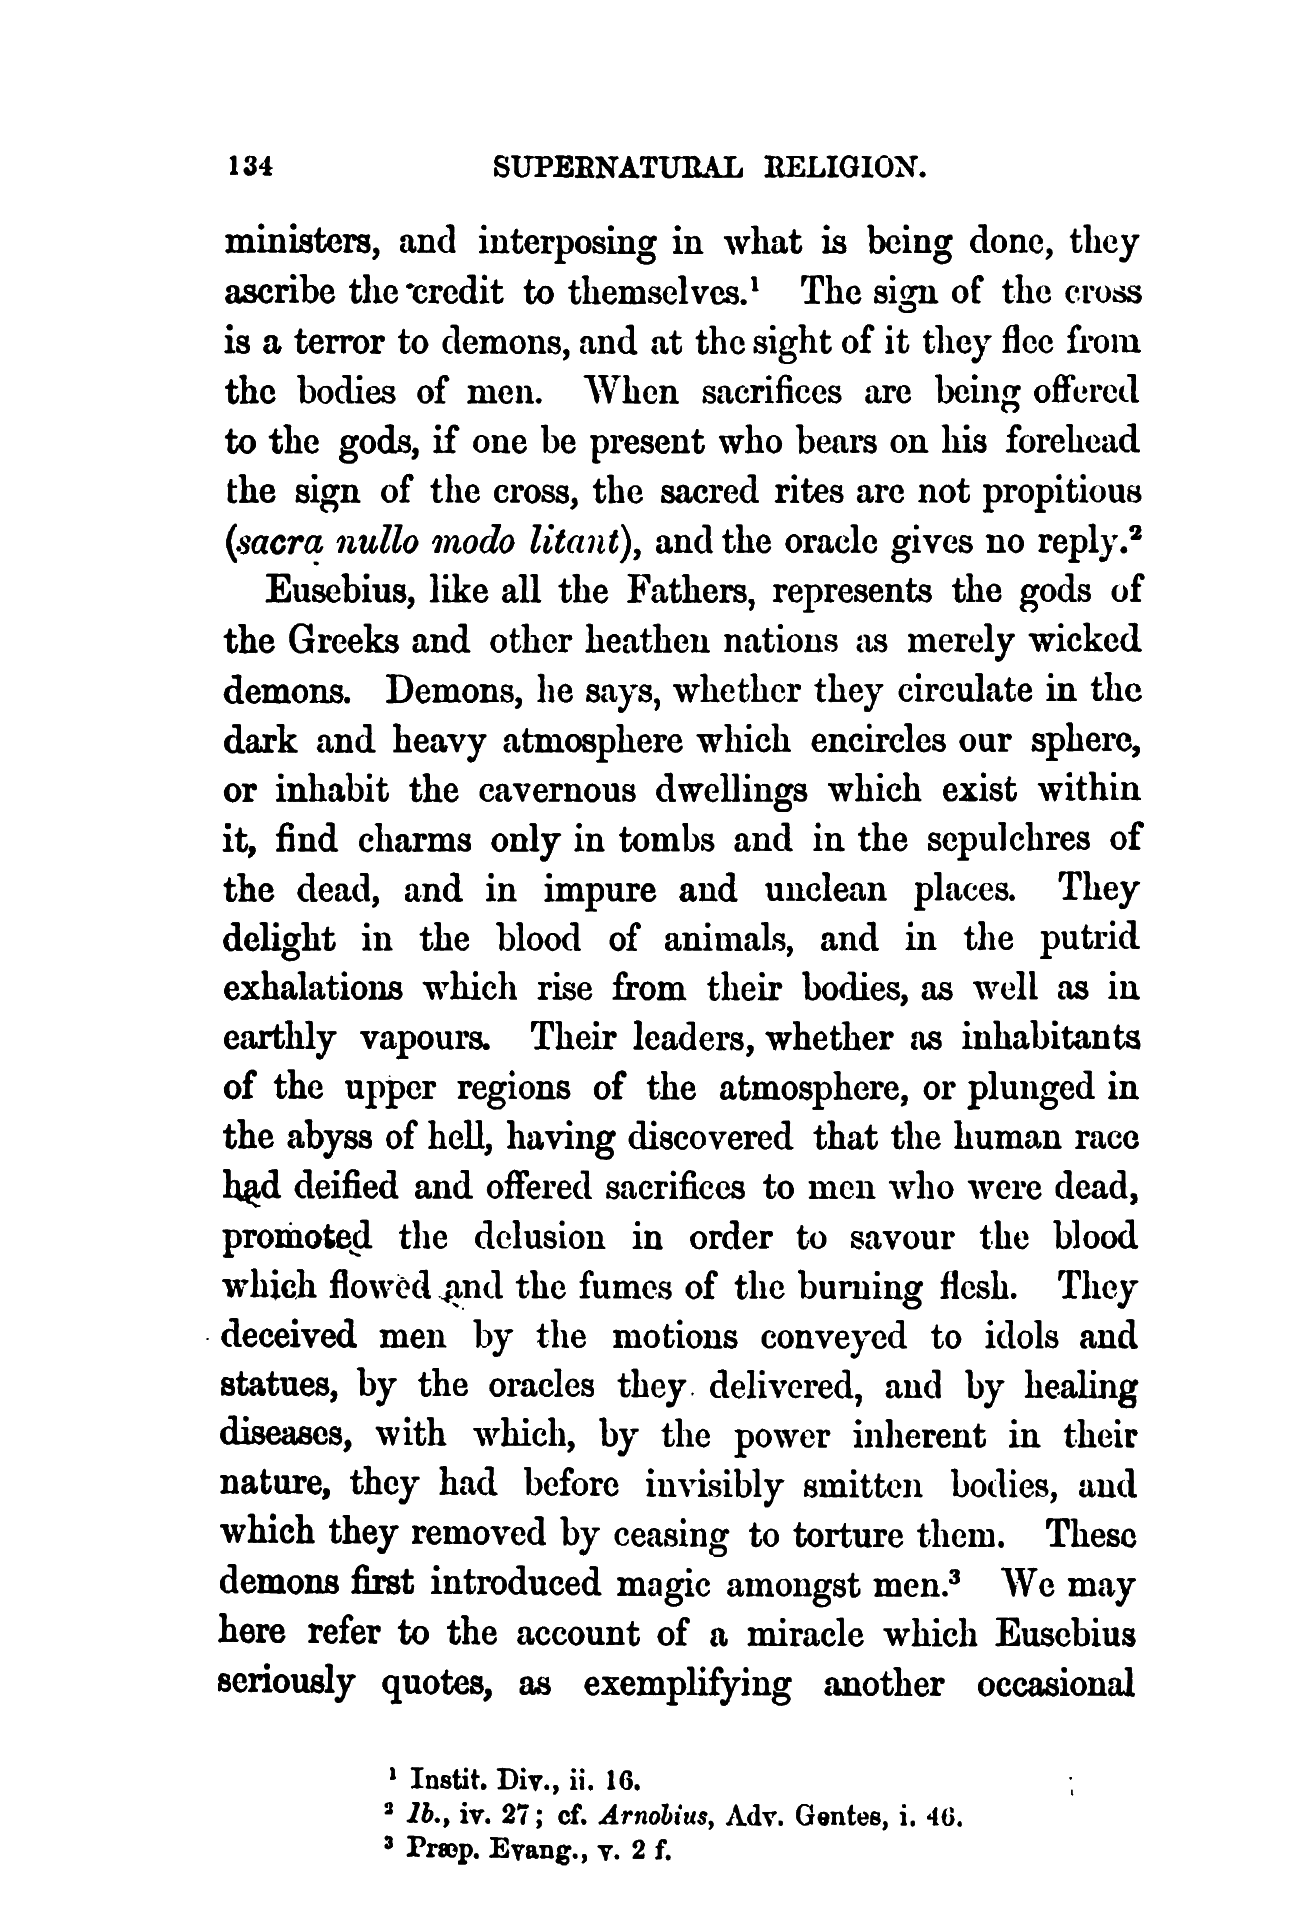 134 SUPERNATURAL RELIGION.
ministers, and interposing in what is being done, they
ascribe the credit to themselves.¹ The sign of the cross
is a terror to demons, and at the sight of it they flee from
the bodies of men. When sacrifices are being offered
to the gods, if one be present who bears on his forehead
the sign of the cross, the sacred rites are not propitious
(sacra nullo modo litant), and the oracle gives no reply.²
Eusebius, like all the Fathers, represents the gods of
the Greeks and other heathen nations as merely wicked
demons. Demons, he says, whether they circulate in the
dark and heavy atmosphere which encircles our sphere,
or inhabit the cavernous dwellings which exist within
it, find charms only in tombs and in the sepulchres of
the dead, and in impure and unclean places. They
delight in the blood of animals, and in the putrid
exhalations which rise from their bodies, as well as in
earthly vapours. Their leaders, whether as inhabitants
of the upper regions of the atmosphere, or plunged in
the abyss of hell, having discovered that the human race
had deified and offered sacrifices to men who were dead,
promoted the delusion in order to savour the blood
which flowed and the fumes of the burning flesh. They
deceived men by the motions conveyed to idols and
statues, by the oracles they delivered, and by healing
diseases, with which, by the power inherent in their
nature, they had before invisibly smitten bodies, and
which they removed by ceasing to torture them. These
demons first introduced magic amongst men.³ We may
here refer to the account of a miracle which Eusebius
seriously quotes, as exemplifying another occasional
¹ Instit. Div., ii. 16.
² Ib., iv. 27; cf. Arnobius, Adv. Gentes, i. 46.
³ Præp. Evang., v. 2 f.